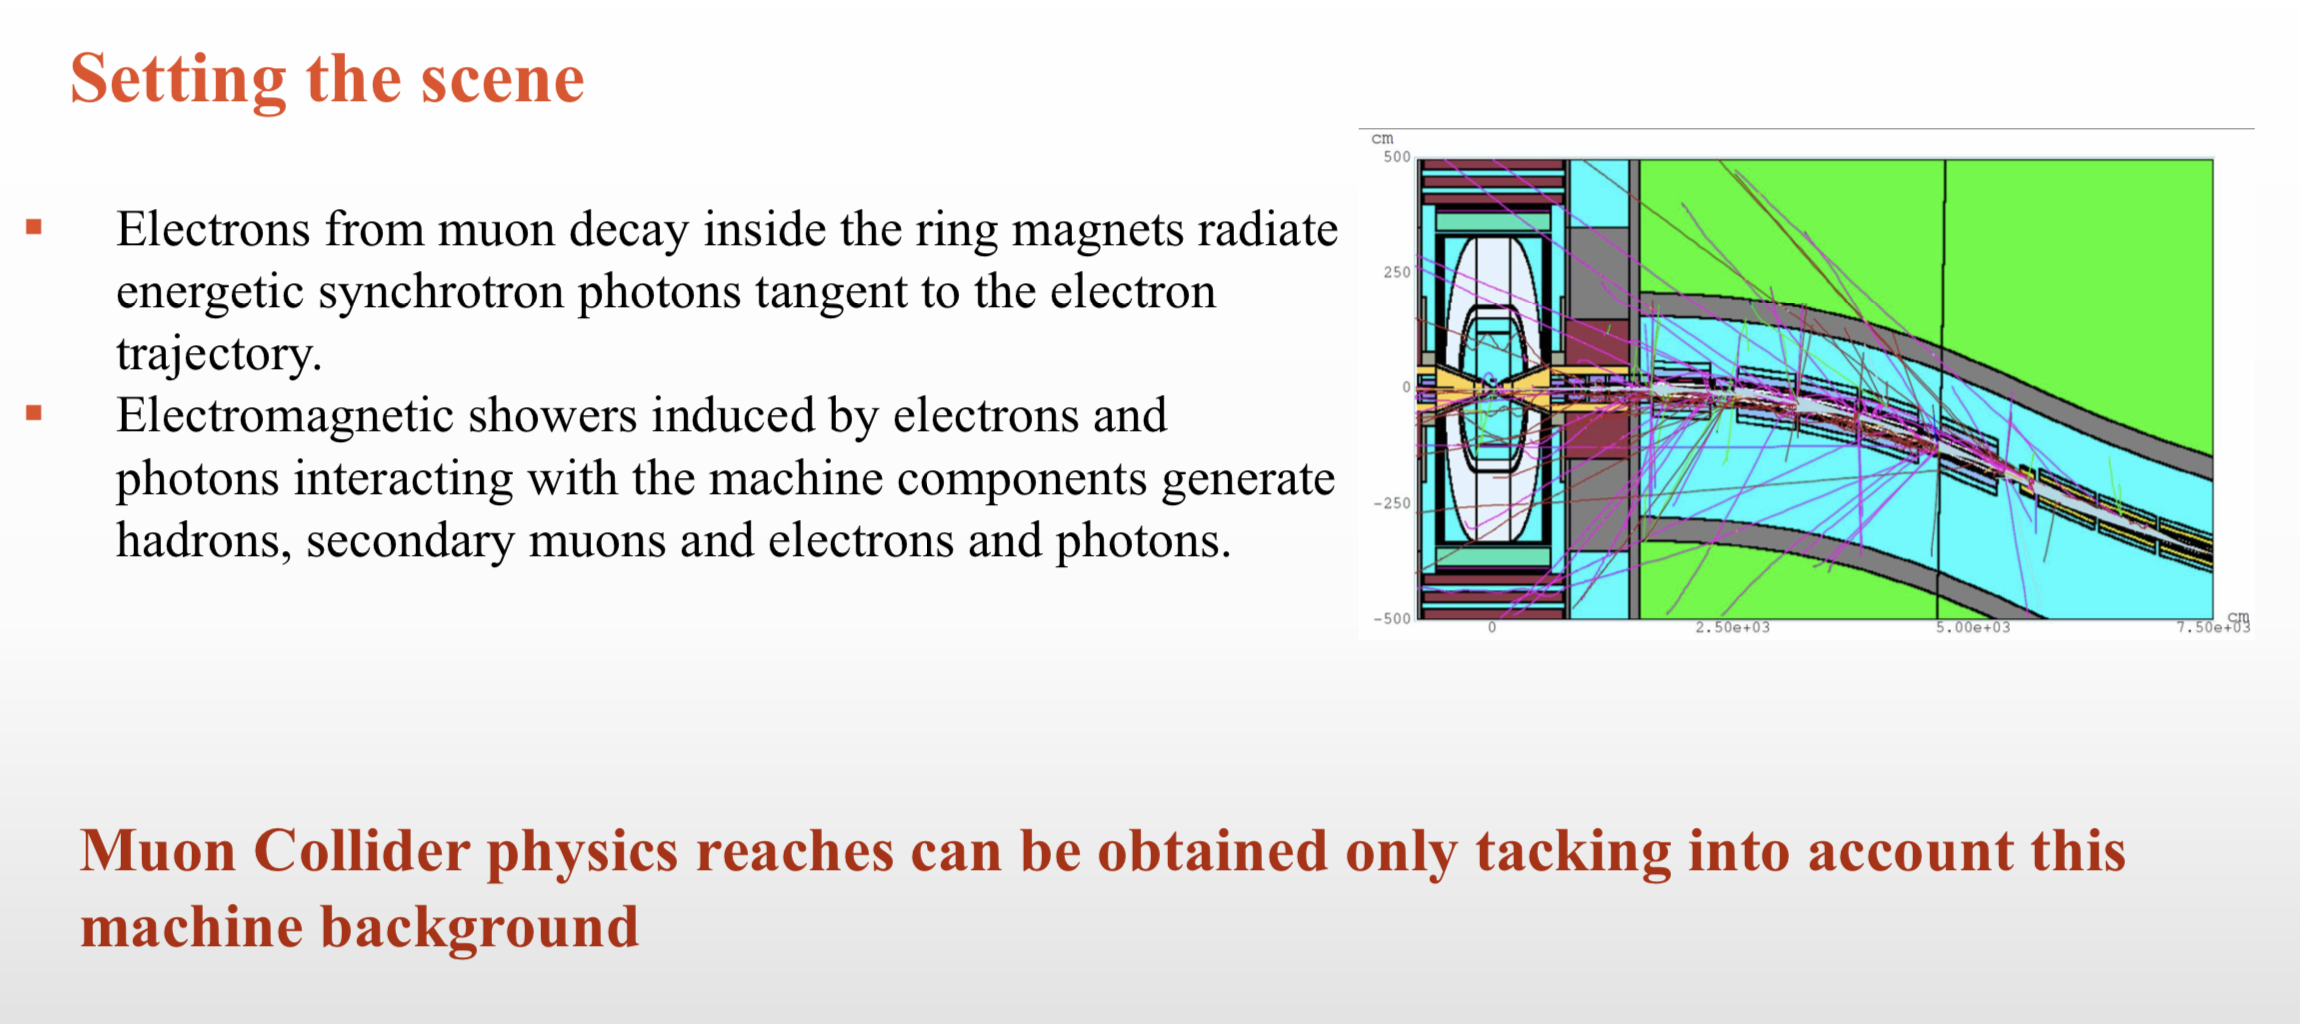 Setting the scene
▪ Electrons from muon decay inside the ring magnets radiate
energetic synchrotron photons tangent to the electron
trajectory.
▪ Electromagnetic showers induced by electrons and
photons interacting with the machine components generate
hadrons, secondary muons and electrons and photons.
cm
500
250
0
-250
-500
0 2.50e+03 5.00e+03 7.50e+03
cm
Muon Collider physics reaches can be obtained only tacking into account this
machine background